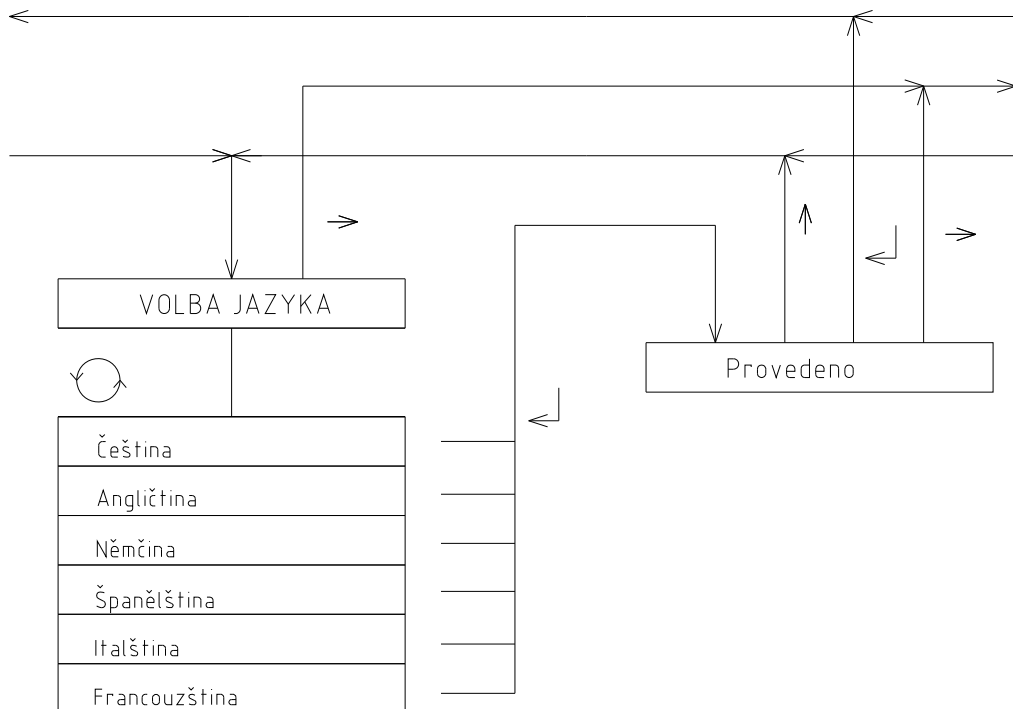 VOLBA JAZYKA
Provedeno
Čeština
Angličtina
Němčina
Španělština
Italština
Francouzština